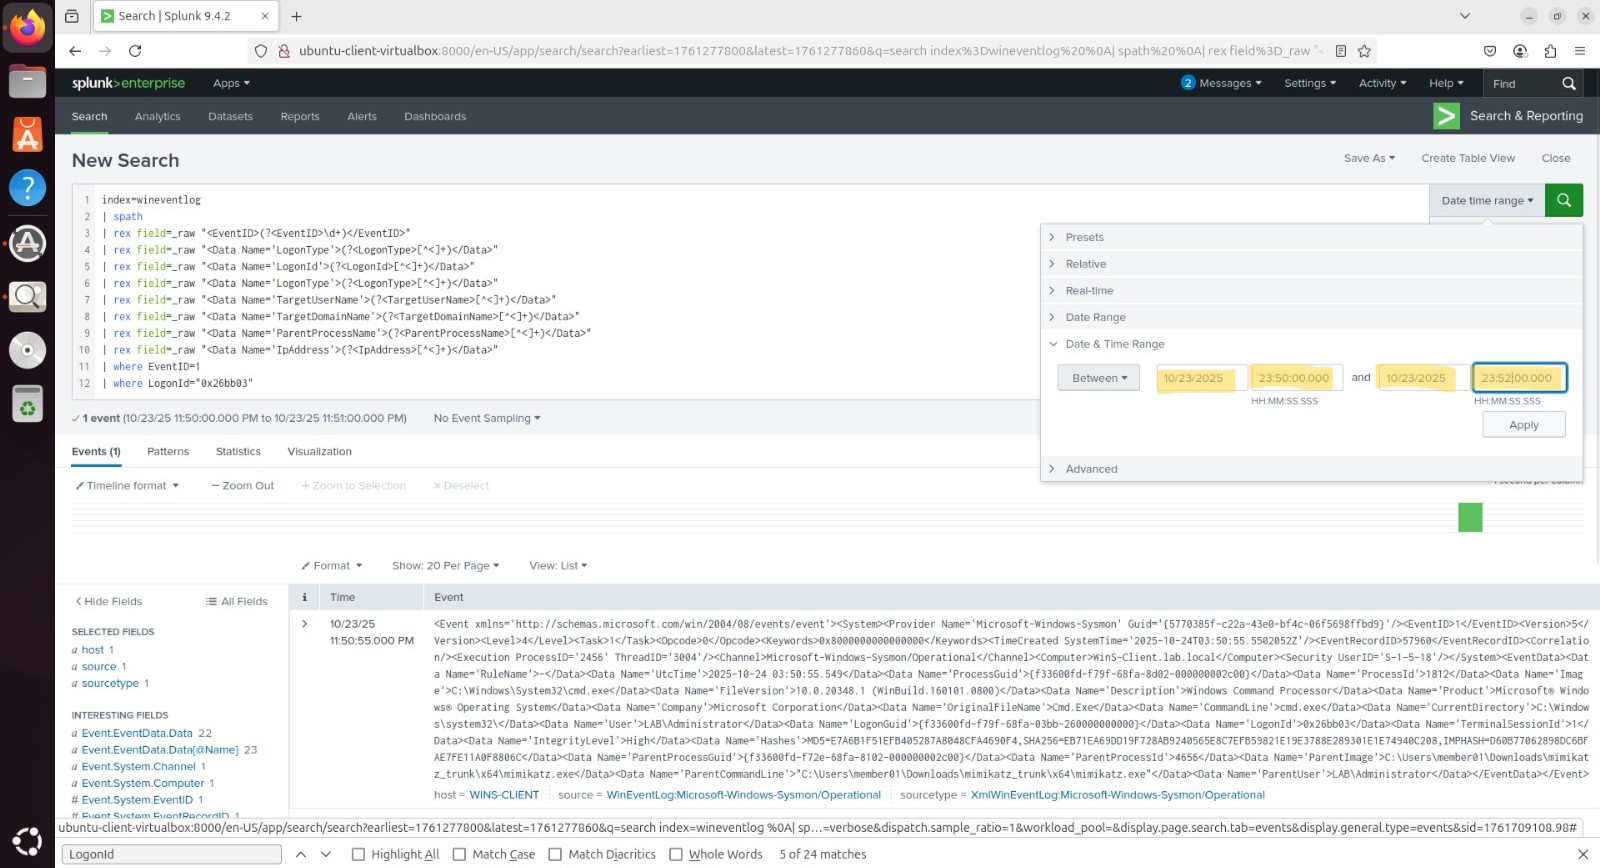 Search | Splunk 9.4.2
ubuntu-client-virtualbox:8000/en-US/app/search/search?earliest=1761277800&latest=1761277860&q=search index%3Dwineventlog%20%0A| spath%20%0A| rex field%3D_raw "<
splunk>enterprise
Apps
2 Messages
Settings
Activity
Help
Find
Search
Analytics
Datasets
Reports
Alerts
Dashboards
Search & Reporting
New Search
Save As
Create Table View
Close
1 index=wineventlog
2 | spath
3 | rex field=_raw "<EventID>(?<EventID>\d+)</EventID>"
4 | rex field=_raw "<Data Name='LogonType'>(?<LogonType>[^<]+)</Data>"
5 | rex field=_raw "<Data Name='LogonId'>(?<LogonId>[^<]+)</Data>"
6 | rex field=_raw "<Data Name='LogonType'>(?<LogonType>[^<]+)</Data>"
7 | rex field=_raw "<Data Name='TargetUserName'>(?<TargetUserName>[^<]+)</Data>"
8 | rex field=_raw "<Data Name='TargetDomainName'>(?<TargetDomainName>[^<]+)</Data>"
9 | rex field=_raw "<Data Name='ParentProcessName'>(?<ParentProcessName>[^<]+)</Data>"
10 | rex field=_raw "<Data Name='IpAddress'>(?<IpAddress>[^<]+)</Data>"
11 | where EventID=1
12 | where LogonId="0x26bb03"
Date time range
Presets
Relative
Real-time
Date Range
Date & Time Range
Between 10/23/2025 23:50:00.000 and 10/23/2025 23:52:00.000
HH:MM:SS.SSS HH:MM:SS.SSS
Apply
Advanced
1 event (10/23/25 11:50:00.000 PM to 10/23/25 11:51:00.000 PM)
No Event Sampling
Events (1)
Patterns
Statistics
Visualization
Timeline format
Zoom Out
Zoom to Selection
Deselect
1 second per column
Format
Show: 20 Per Page
View: List
Hide Fields
All Fields
SELECTED FIELDS
a host 1
a source 1
a sourcetype 1
INTERESTING FIELDS
a Event.EventData.Data 22
a Event.EventData.Data{@Name} 23
a Event.System.Channel 1
a Event.System.Computer 1
# Event.System.EventID 1
# Event.System.EventRecordID 1
i Time Event
10/23/25
11:50:55.000 PM
<Event xmlns='http://schemas.microsoft.com/win/2004/08/events/event'><System><Provider Name='Microsoft-Windows-Sysmon' Guid='{5770385f-c22a-43e0-bf4c-06f5698ffbd9}'/><EventID>1</EventID><Version>5</
Version><Level>4</Level><Task>1</Task><Opcode>0</Opcode><Keywords>0x8000000000000000</Keywords><TimeCreated SystemTime='2025-10-24T03:50:55.5502052Z'/><EventRecordID>57960</EventRecordID><Correlatio
n/><Execution ProcessID='2456' ThreadID='3004'/><Channel>Microsoft-Windows-Sysmon/Operational</Channel><Computer>WinS-Client.lab.local</Computer><Security UserID='S-1-5-18'/></System><EventData><Dat
a Name='RuleName'>-</Data><Data Name='UtcTime'>2025-10-24 03:50:55.549</Data><Data Name='ProcessGuid'>{f33600fd-f79f-68fa-8d02-000000002c00}</Data><Data Name='ProcessId'>1812</Data><Data Name='Imag
e'>C:\Windows\System32\cmd.exe</Data><Data Name='FileVersion'>10.0.20348.1 (WinBuild.160101.0800)</Data><Data Name='Description'>Windows Command Processor</Data><Data Name='Product'>Microsoft® Windo
ws® Operating System</Data><Data Name='Company'>Microsoft Corporation</Data><Data Name='OriginalFileName'>Cmd.Exe</Data><Data Name='CommandLine'>cmd.exe</Data><Data Name='CurrentDirectory'>C:\Window
s\system32\</Data><Data Name='User'>LAB\Administrator</Data><Data Name='LogonGuid'>{f33600fd-f79f-68fa-03bb-260000000000}</Data><Data Name='LogonId'>0x26bb03</Data><Data Name='TerminalSessionId'>1</
Data><Data Name='IntegrityLevel'>High</Data><Data Name='Hashes'>MD5=E7A6B1F51EFB405287A8048CFA4690F4,SHA256=EB71EA69DD19F728AB9240565E8C7EFB59821E19E3788E289301E1E74940C208,IMPHASH=D60B77062898DC6BF
AE7FE11A0F8806C</Data><Data Name='ParentProcessGuid'>{f33600fd-f72e-68fa-8102-000000002c00}</Data><Data Name='ParentProcessId'>4656</Data><Data Name='ParentImage'>C:\Users\member01\Downloads\mimikat
z_trunk\x64\mimikatz.exe</Data><Data Name='ParentCommandLine'>"C:\Users\member01\Downloads\mimikatz_trunk\x64\mimikatz.exe"</Data><Data Name='ParentUser'>LAB\Administrator</Data></EventData></Event>
host = WINS-CLIENT source = WinEventLog:Microsoft-Windows-Sysmon/Operational sourcetype = XmlWinEventLog:Microsoft-Windows-Sysmon/Operational
ubuntu-client-virtualbox:8000/en-US/app/search/search?earliest=1761277800&latest=1761277860&q=search index=wineventlog %0A| sp…=verbose&dispatch.sample_ratio=1&workload_pool=&display.page.search.tab=events&display.general.type=events&sid=1761709108.98#
LogonId
Highlight All
Match Case
Match Diacritics
Whole Words
5 of 24 matches